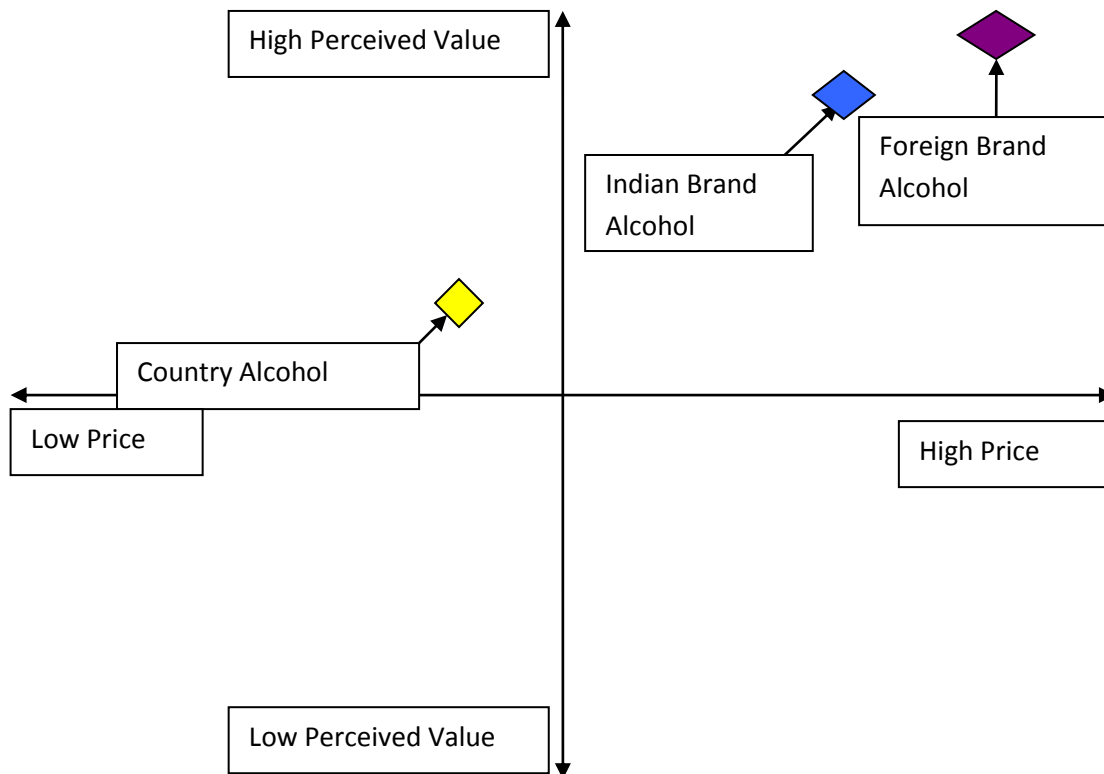 High Perceived Value
Foreign Brand
Alcohol
Indian Brand
Alcohol
Country Alcohol
Low Price
High Price
Low Perceived Value